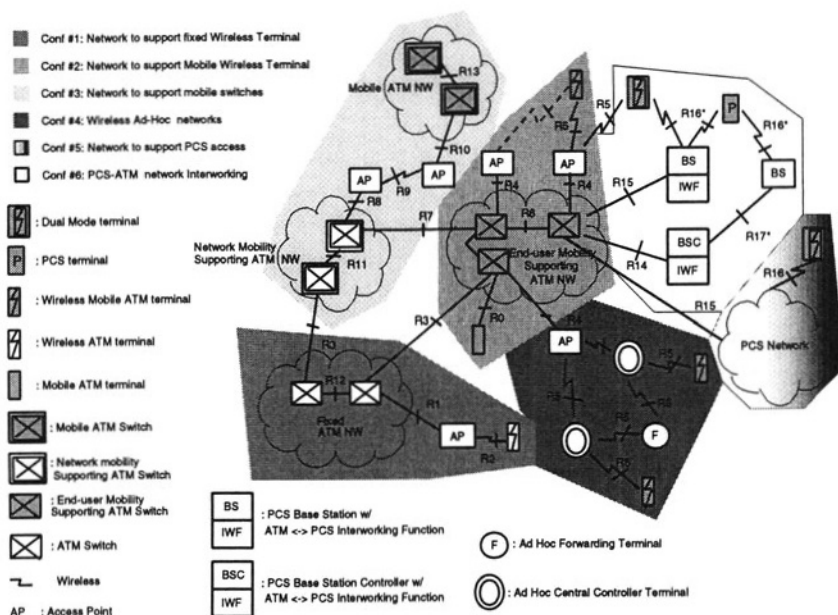 Conf #1: Network to support fixed Wireless Terminal
Conf #2: Network to support Mobile Wireless Terminal
Conf #3: Network to support mobile switches
Conf #4: Wireless Ad-Hoc networks
Conf #5: Network to support PCS access
Conf #6: PCS-ATM network Interworking
: Dual Mode terminal
P : PCS terminal
: Wireless Mobile ATM terminal
: Wireless ATM terminal
: Mobile ATM terminal
: Mobile ATM Switch
: Network mobility
Supporting ATM Switch
: End-user Mobility
Supporting ATM Switch
: ATM Switch
: Wireless
AP : Access Point
Mobile ATM NW
R13
R10
AP
AP
R9
R8
Network Mobility
Supporting ATM NW
R11
R7
R3
R3
R12
Fixed
ATM NW
R1
AP
R2
AP
AP
R5
R4
R4
R6
End-user Mobility
Supporting
ATM NW
R0
R4
R5
R16*
P
R16*
BS
IWF
BS
R15
BSC
IWF
R14
R17*
R15
R16
PCS Network
AP
R5
R5
R6
R6
F
R6
BS
IWF
: PCS Base Station w/
ATM <-> PCS Interworking Function
BSC
IWF
: PCS Base Station Controller w/
ATM <-> PCS Interworking Function
F : Ad Hoc Forwarding Terminal
: Ad Hoc Central Controller Terminal